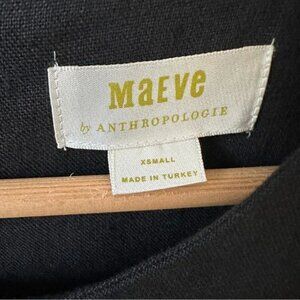 MaEVe
by ANTHROPOLOGIE
XSMALL
MADE IN TURKEY